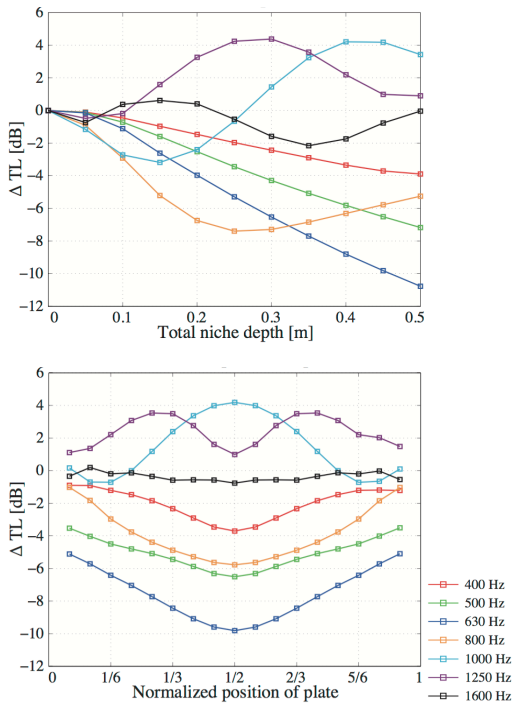 6
4
2
0
−2
−4
−6
−8
−10
−12
Δ TL [dB]
0 0.1 0.2 0.3 0.4 0.5
Total niche depth [m]
6
4
2
0
−2
−4
−6
−8
−10
−12
Δ TL [dB]
0 1/6 1/3 1/2 2/3 5/6 1
Normalized position of plate
400 Hz
500 Hz
630 Hz
800 Hz
1000 Hz
1250 Hz
1600 Hz